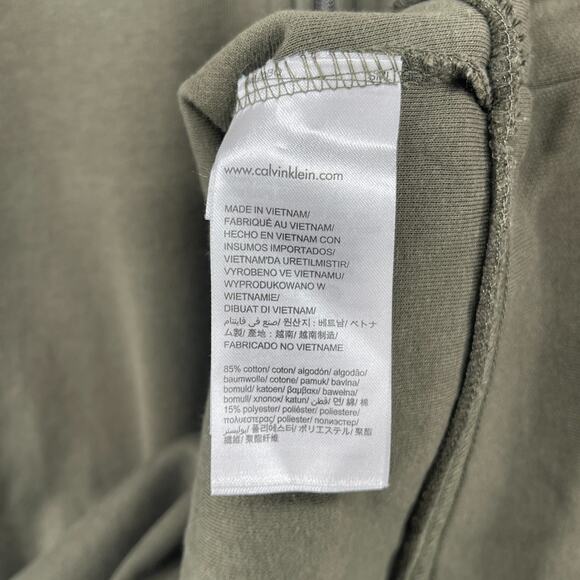 www.calvinklein.com
MADE IN VIETNAM/
FABRIQUÉ AU VIETNAM/
HECHO EN VIETNAM CON
INSUMOS IMPORTADOS/
VIETNAM'DA URETILMISTIR/
VYROBENO VE VIETNAMU/
WYPRODUKOWANO W
WIETNAMIE/
DIBUAT DI VIETNAM/
صنع في فايتنام/ 원산지 : 베트남/ ベトナ
ム製/ 產地 : 越南/ 越南制造/
FABRICADO NO VIETNAME
85% cotton/ coton/ algodón/ algodão/
baumwolle/ cotone/ pamuk/ bavlna/
bomuld/ katoen/ βαμβακι/ bawełna/
bomull/ хлопок/ katun/ قطن/ 면/ 綿/ 棉
15% polyester/ poliéster/ poliestere/
πολυεστερας/ poliester/ полиэстер/
بوليستر/ 폴리에스터/ ポリエステル/ 聚酯
纖維/ 聚酯纤维